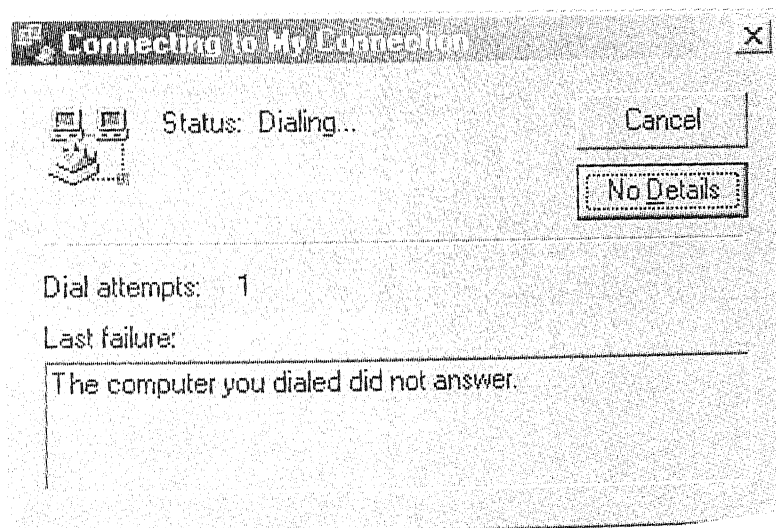 Connecting to My Connection
Status: Dialing...
Cancel
No Details
Dial attempts: 1
Last failure:
The computer you dialed did not answer.